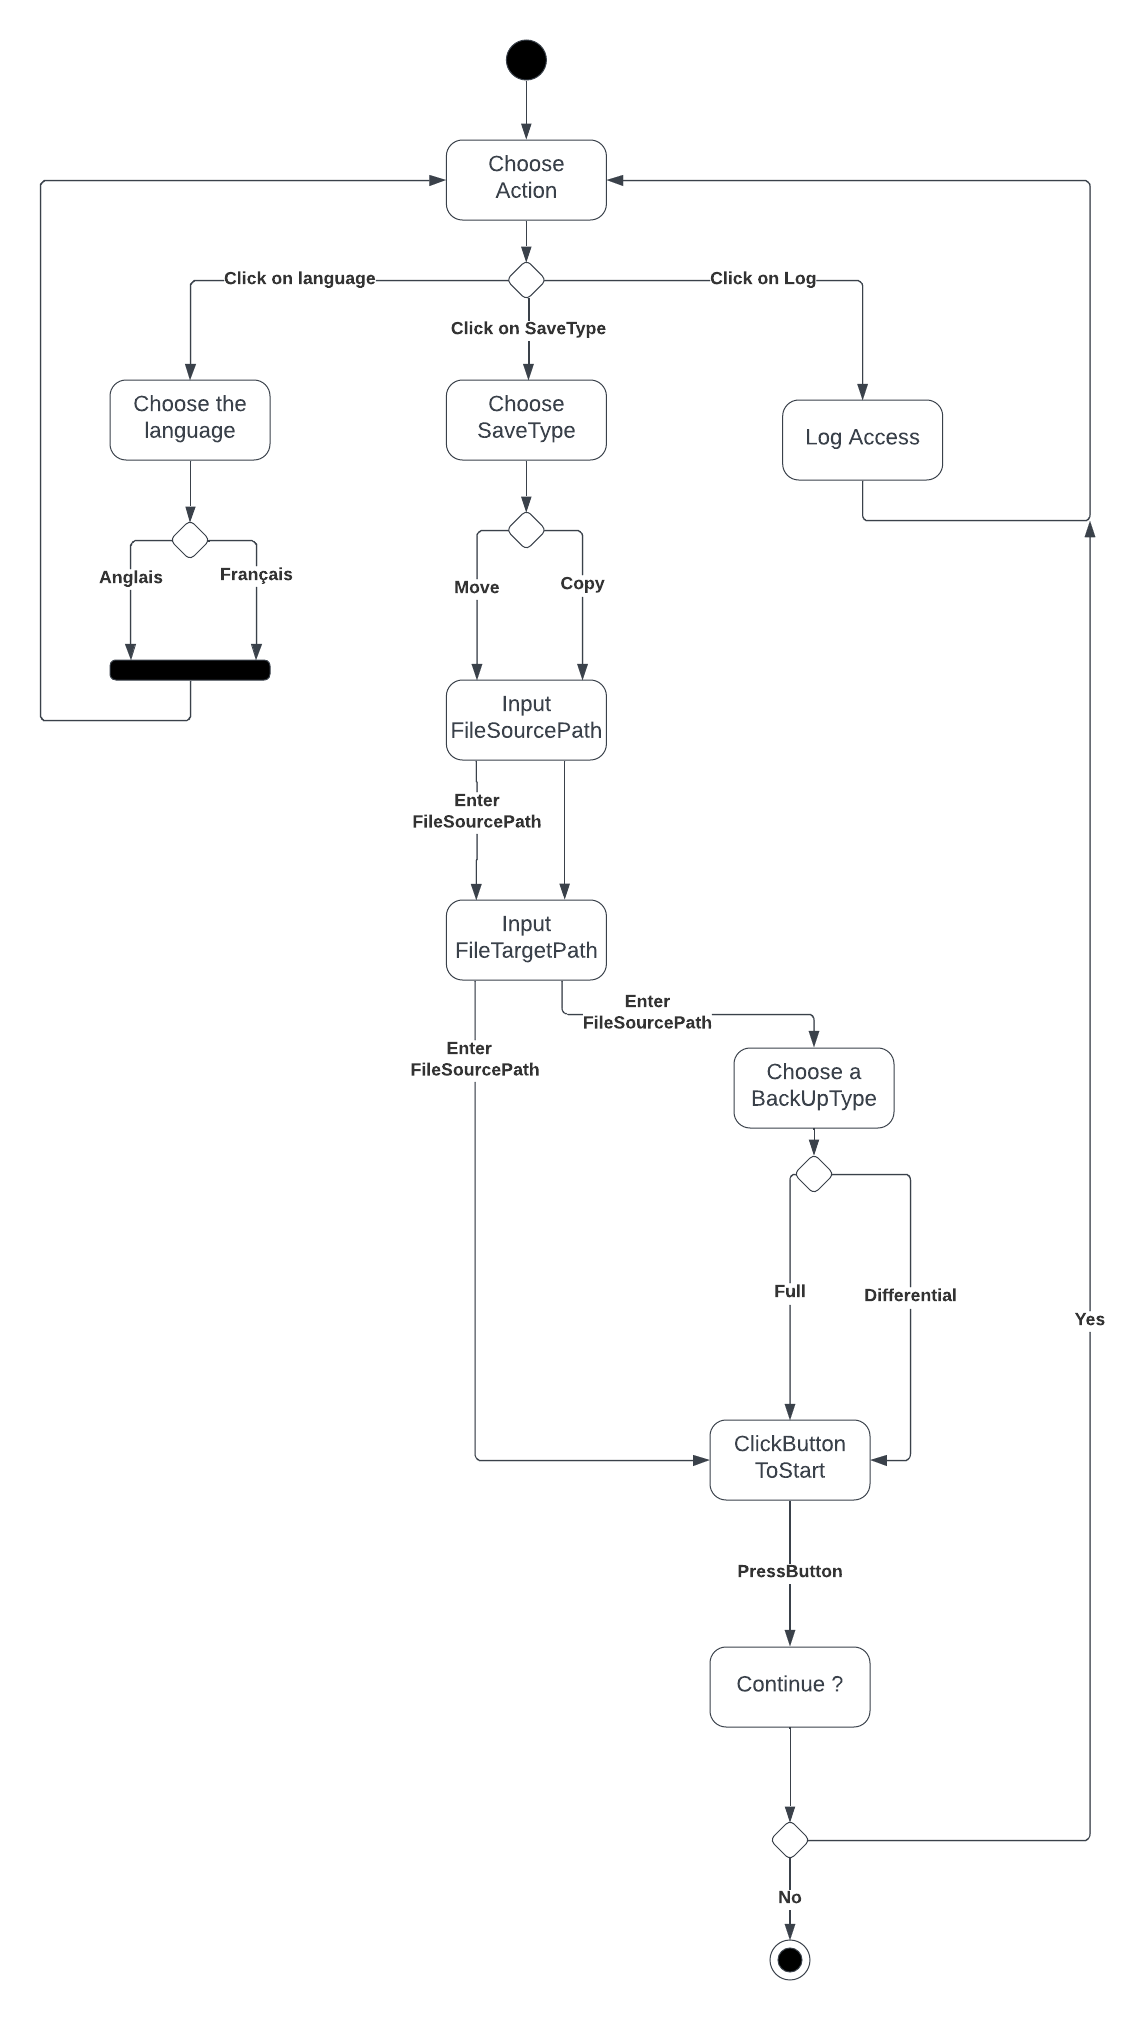 Choose
Action
Click on language
Click on Log
Click on SaveType
Choose the
language
Choose
SaveType
Log Access
Anglais
Français
Move
Copy
Input
FileSourcePath
Enter
FileSourcePath
Input
FileTargetPath
Enter
FileSourcePath
Enter
FileSourcePath
Choose a
BackUpType
Full
Differential
Yes
ClickButton
ToStart
PressButton
Continue ?
No